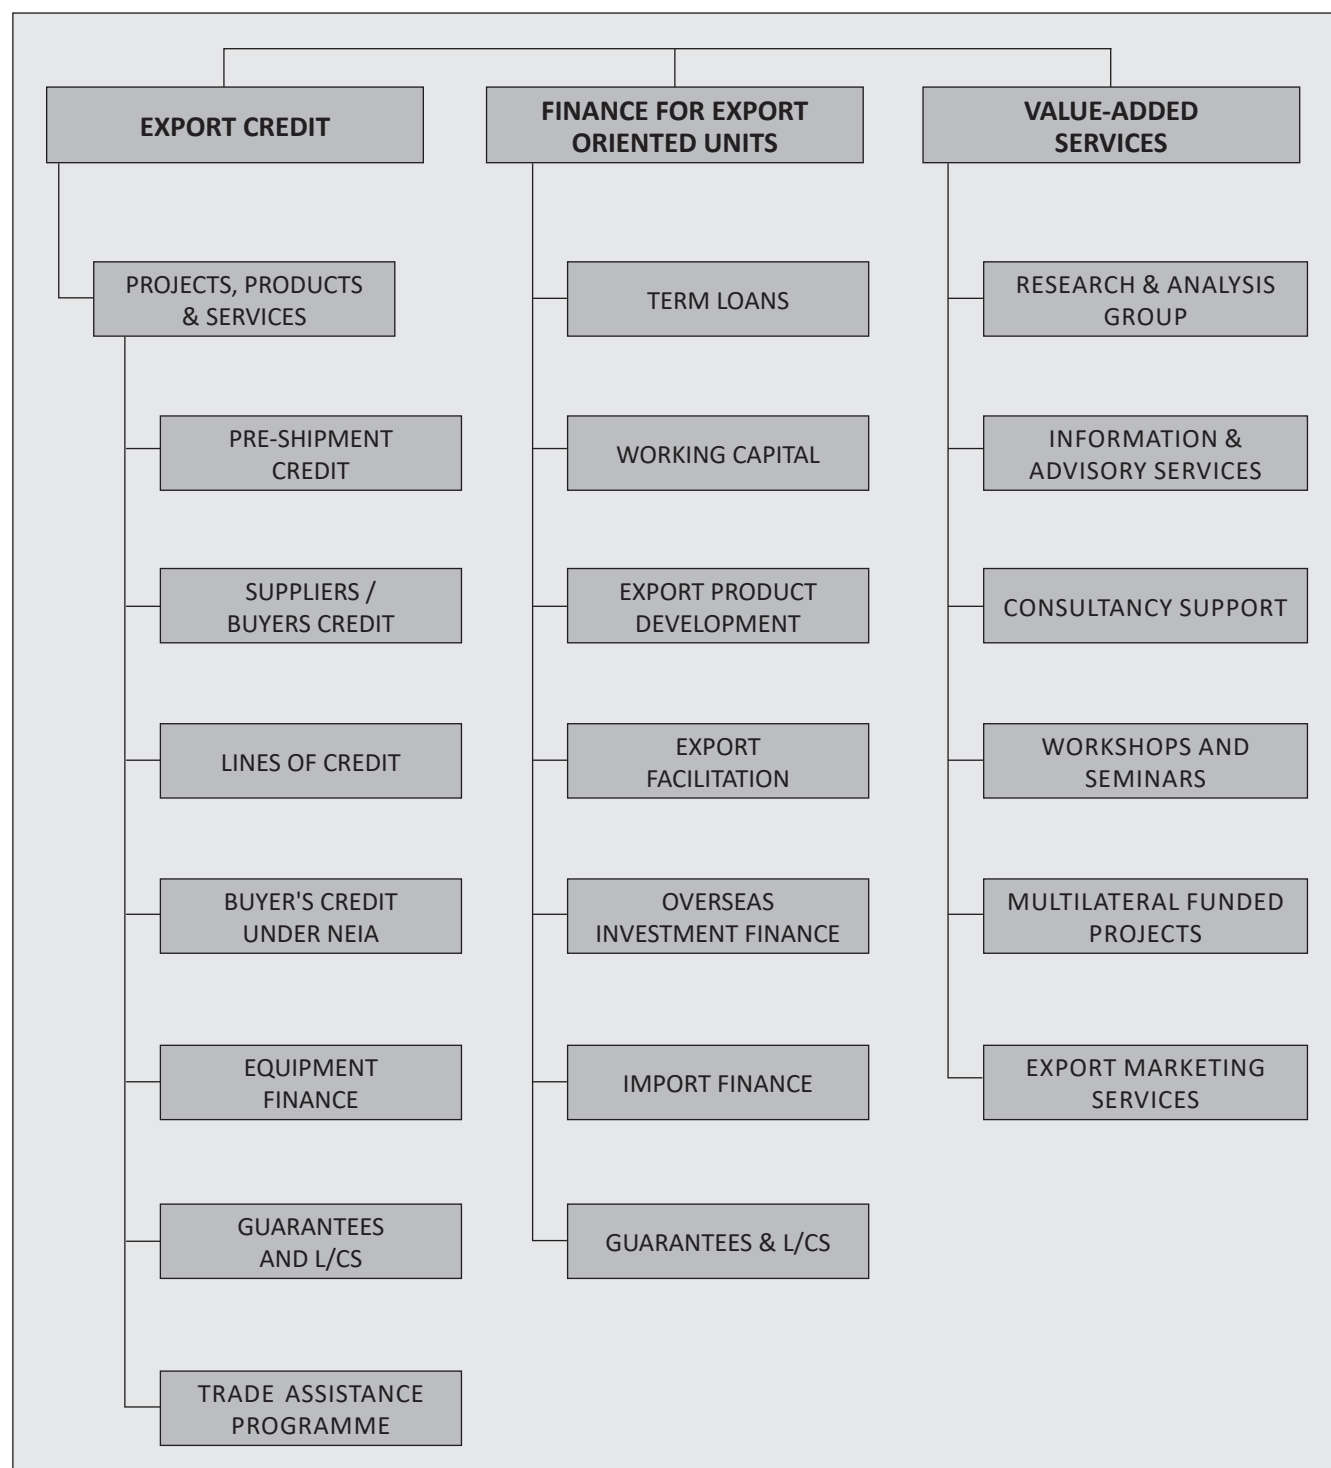 EXPORT CREDIT
PROJECTS, PRODUCTS
& SERVICES
PRE-SHIPMENT
CREDIT
SUPPLIERS /
BUYERS CREDIT
LINES OF CREDIT
BUYER'S CREDIT
UNDER NEIA
EQUIPMENT
FINANCE
GUARANTEES
AND L/CS
TRADE ASSISTANCE
PROGRAMME
FINANCE FOR EXPORT
ORIENTED UNITS
TERM LOANS
WORKING CAPITAL
EXPORT PRODUCT
DEVELOPMENT
EXPORT
FACILITATION
OVERSEAS
INVESTMENT FINANCE
IMPORT FINANCE
GUARANTEES & L/CS
VALUE-ADDED
SERVICES
RESEARCH & ANALYSIS
GROUP
INFORMATION &
ADVISORY SERVICES
CONSULTANCY SUPPORT
WORKSHOPS AND
SEMINARS
MULTILATERAL FUNDED
PROJECTS
EXPORT MARKETING
SERVICES